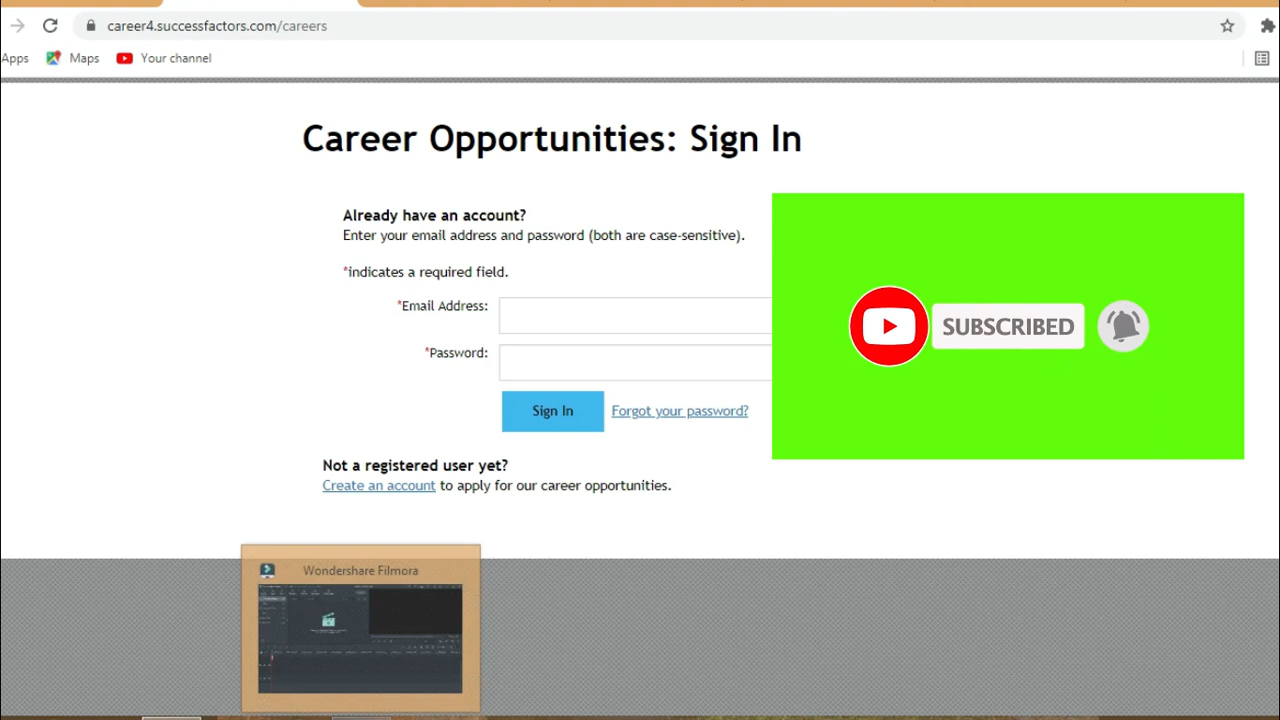 career4.successfactors.com/careers
Apps Maps Your channel
Career Opportunities: Sign In
Already have an account?
Enter your email address and password (both are case-sensitive).
*indicates a required field.
*Email Address:
*Password:
Sign In Forgot your password?
SUBSCRIBED
Not a registered user yet?
Create an account to apply for our career opportunities.
Wondershare Filmora